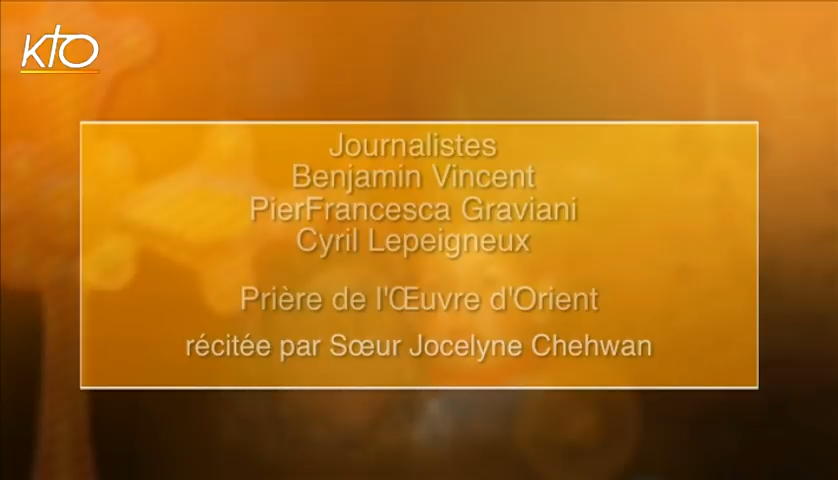 KTO
Journalistes
Benjamin Vincent
PierFrancesca Graviani
Cyril Lepeigneux
Prière de l'Œuvre d'Orient
récitée par Sœur Jocelyne Chehwan